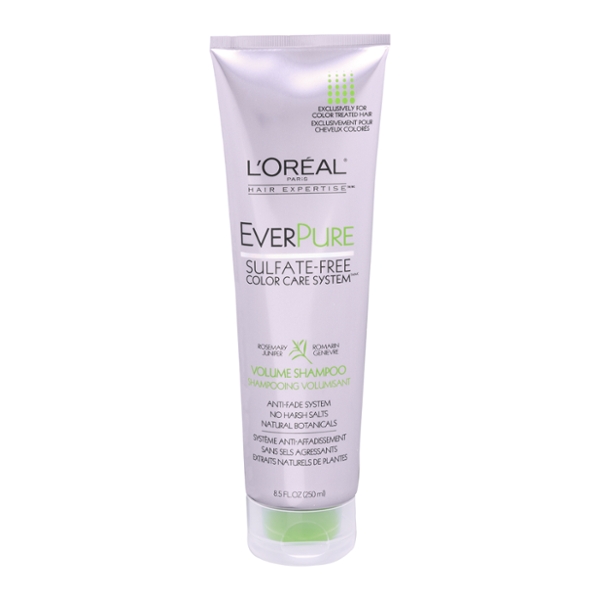 EXCLUSIVELY FOR
COLOR TREATED HAIR
EXCLUSIVEMENT POUR
CHEVEUX COLORÉS
L'ORÉAL®
PARIS
HAIR EXPERTISE
EVERPURE
SULFATE-FREE
COLOR CARE SYSTEM
ROSEMARY ROMARIN
JUNIPER GENIÈVRE
VOLUME SHAMPOO
SHAMPOOING VOLUMISANT
ANTI-FADE SYSTEM
NO HARSH SALTS
NATURAL BOTANICALS
SYSTÈME ANTI-AFFADISSEMENT
SANS SELS AGRESSANTS
EXTRAITS NATURELS DE PLANTES
8.5 FL OZ (250 ml)